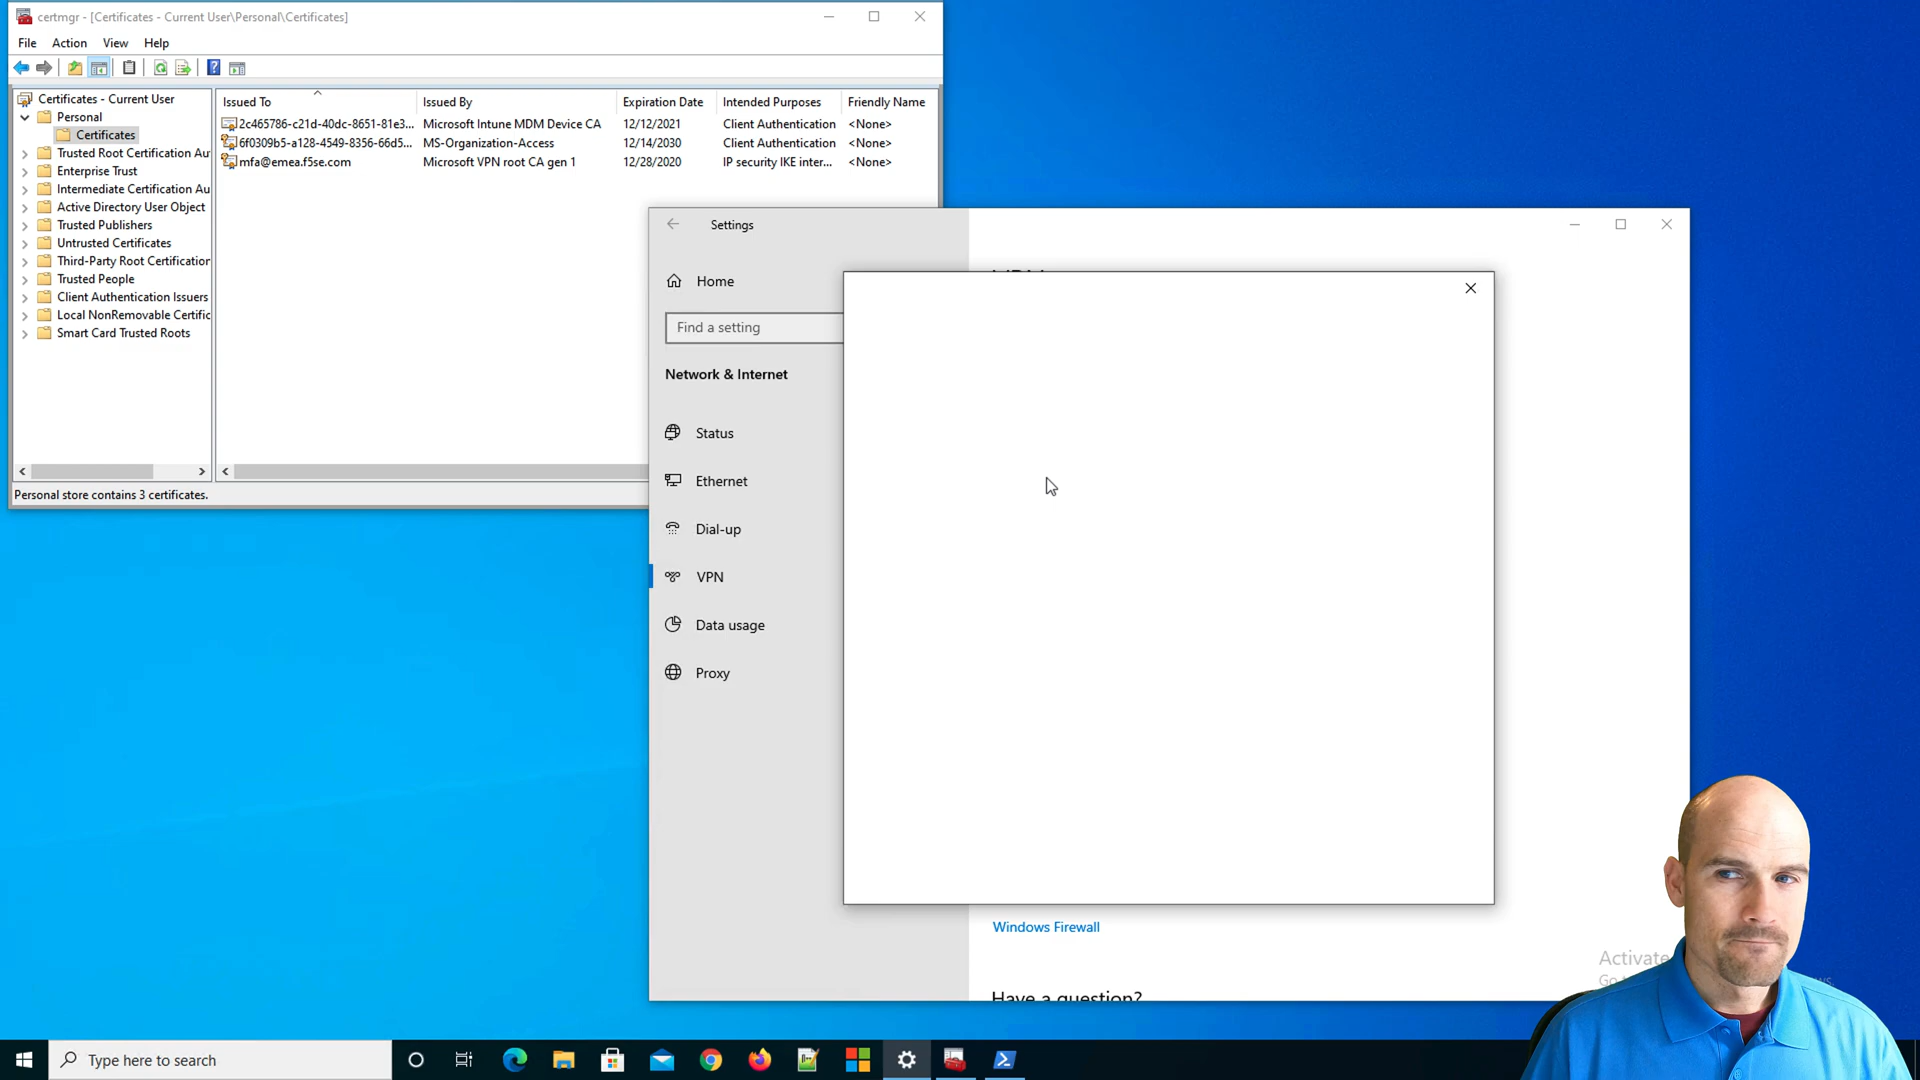 certmgr - [Certificates - Current User\Personal\Certificates]
File Action View Help
Certificates - Current User
Personal
Certificates
Trusted Root Certification Au
Enterprise Trust
Intermediate Certification Au
Active Directory User Object
Trusted Publishers
Untrusted Certificates
Third-Party Root Certification
Trusted People
Client Authentication Issuers
Local NonRemovable Certific
Smart Card Trusted Roots
Issued To Issued By Expiration Date Intended Purposes Friendly Name
2c465786-c21d-40dc-8651-81e3... Microsoft Intune MDM Device CA 12/12/2021 Client Authentication <None>
6f0309b5-a128-4549-8356-66d5... MS-Organization-Access 12/14/2030 Client Authentication <None>
mfa@emea.f5se.com Microsoft VPN root CA gen 1 12/28/2020 IP security IKE inter... <None>
Personal store contains 3 certificates.
Settings
Home
Find a setting
Network & Internet
Status
Ethernet
Dial-up
VPN
Data usage
Proxy
Windows Firewall
Have a question?
Activate
Type here to search